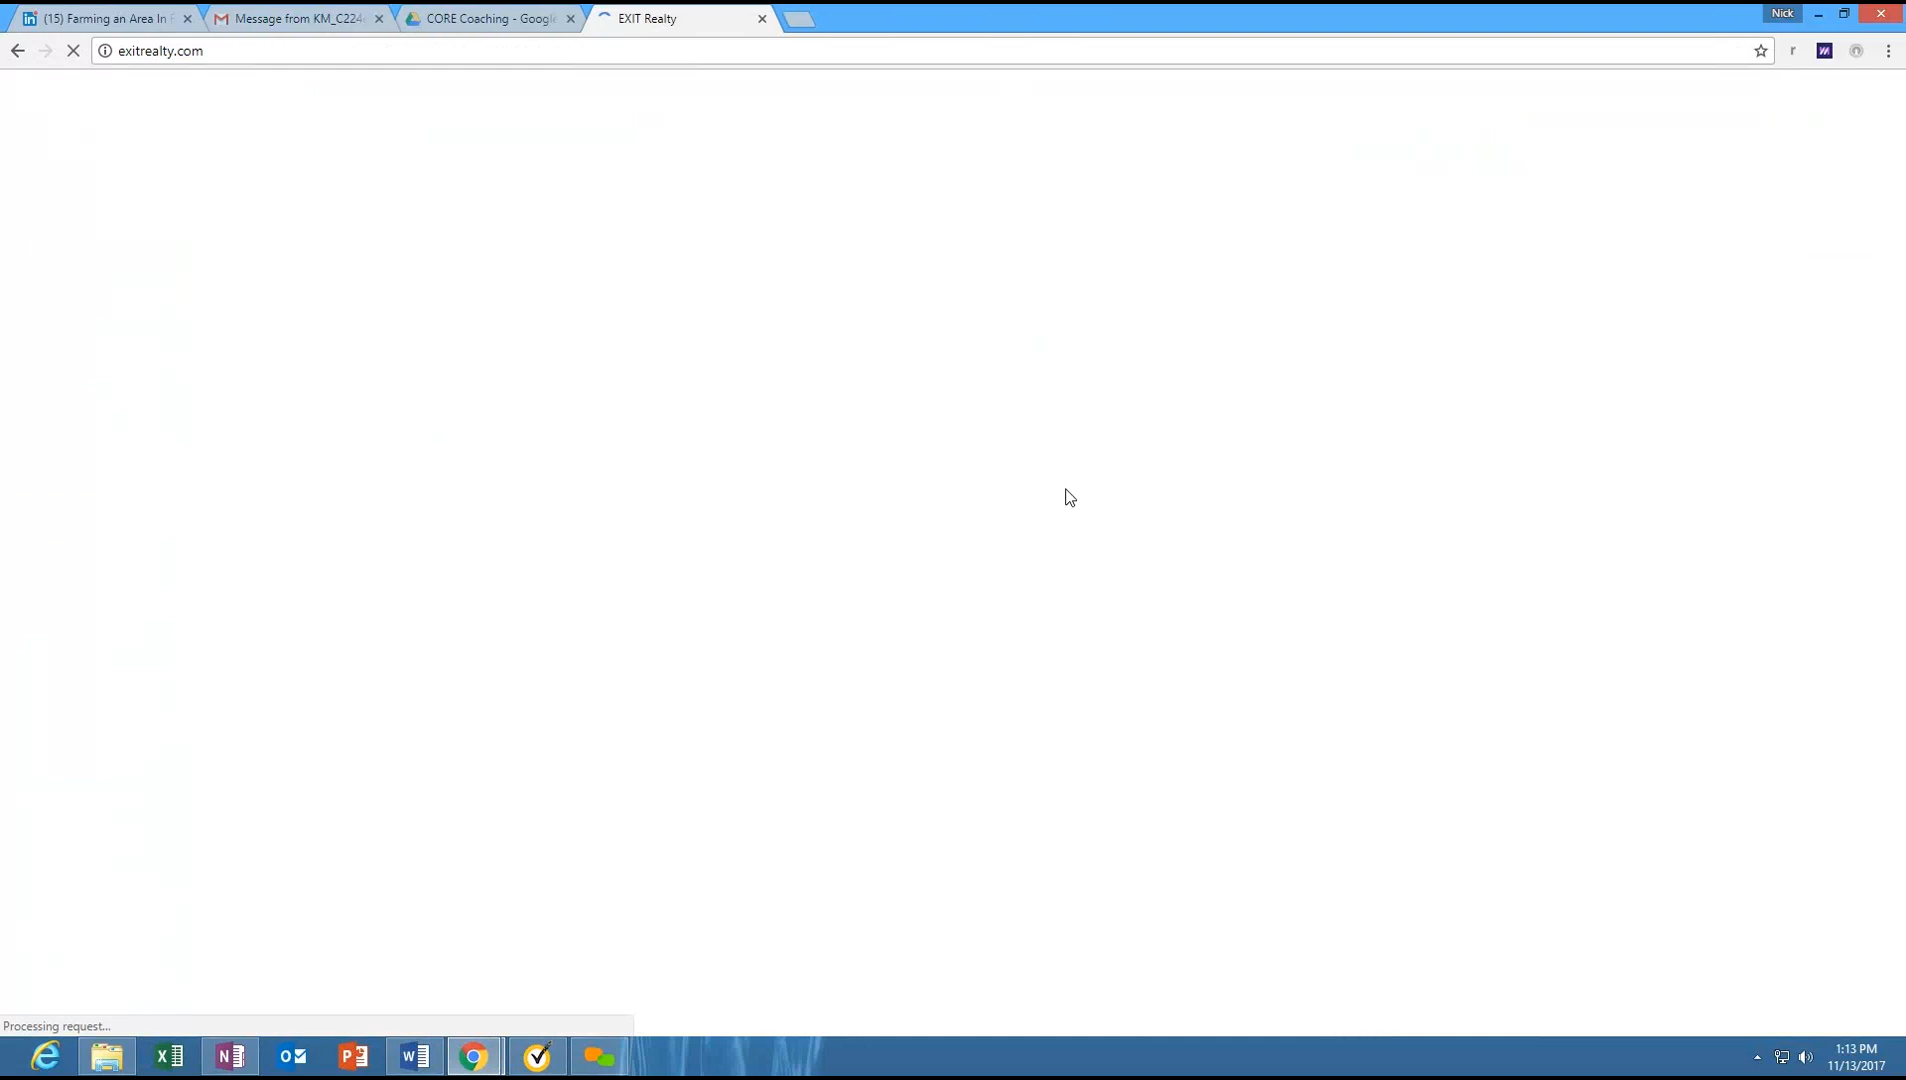 (15) Farming an Area In
Message from KM_C224
CORE Coaching - Google
EXIT Realty
Nick
exitrealty.com
Processing request...
1:13 PM
11/13/2017